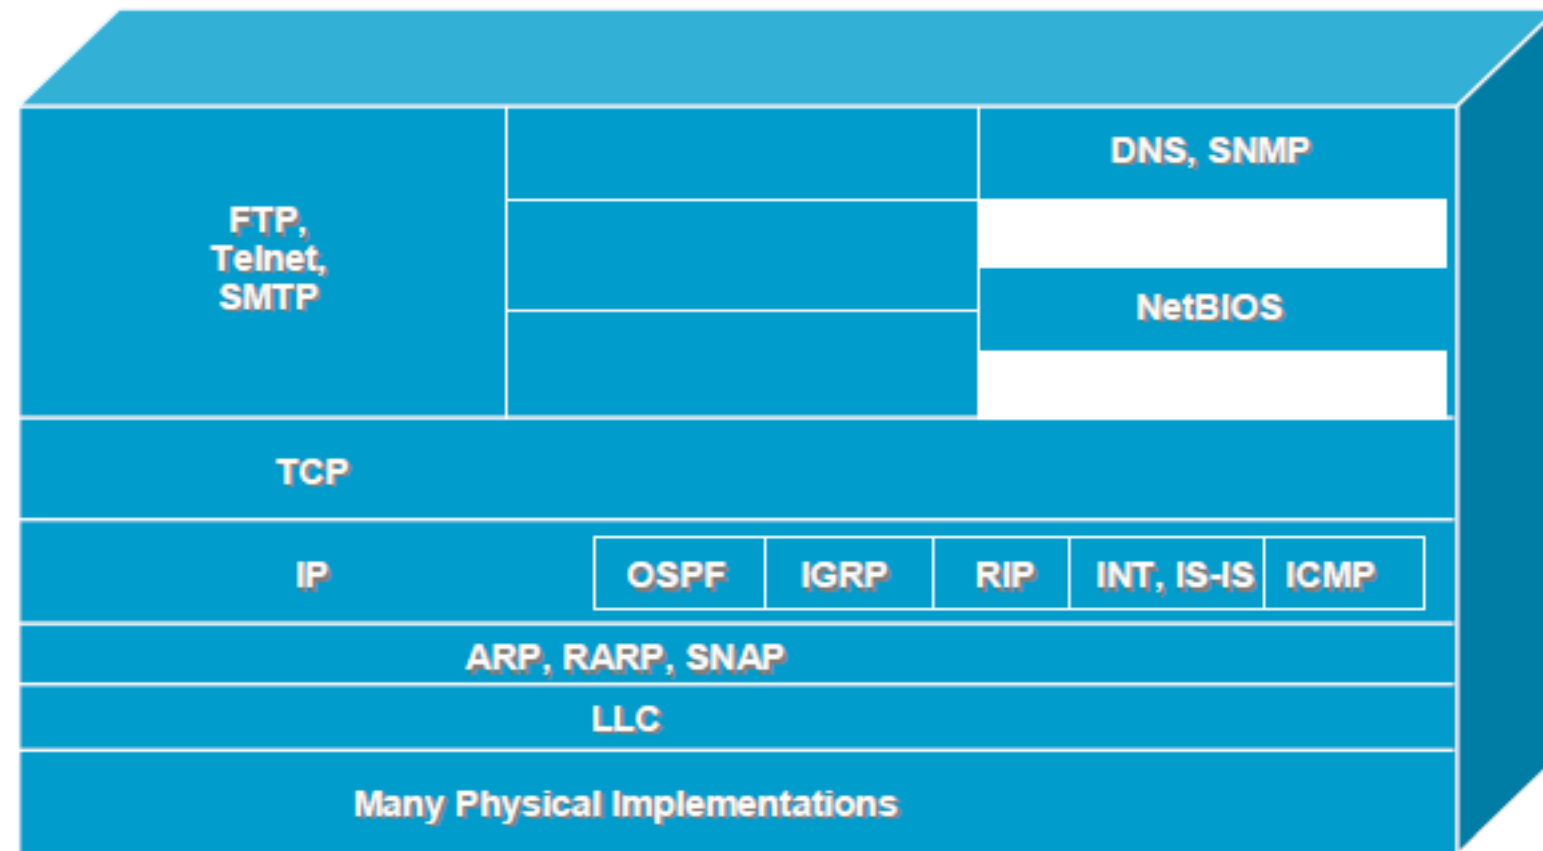 DNS, SNMP
FTP,
Telnet,
SMTP
NetBIOS
TCP
IP
OSPF
IGRP
RIP
INT, IS-IS
ICMP
ARP, RARP, SNAP
LLC
Many Physical Implementations